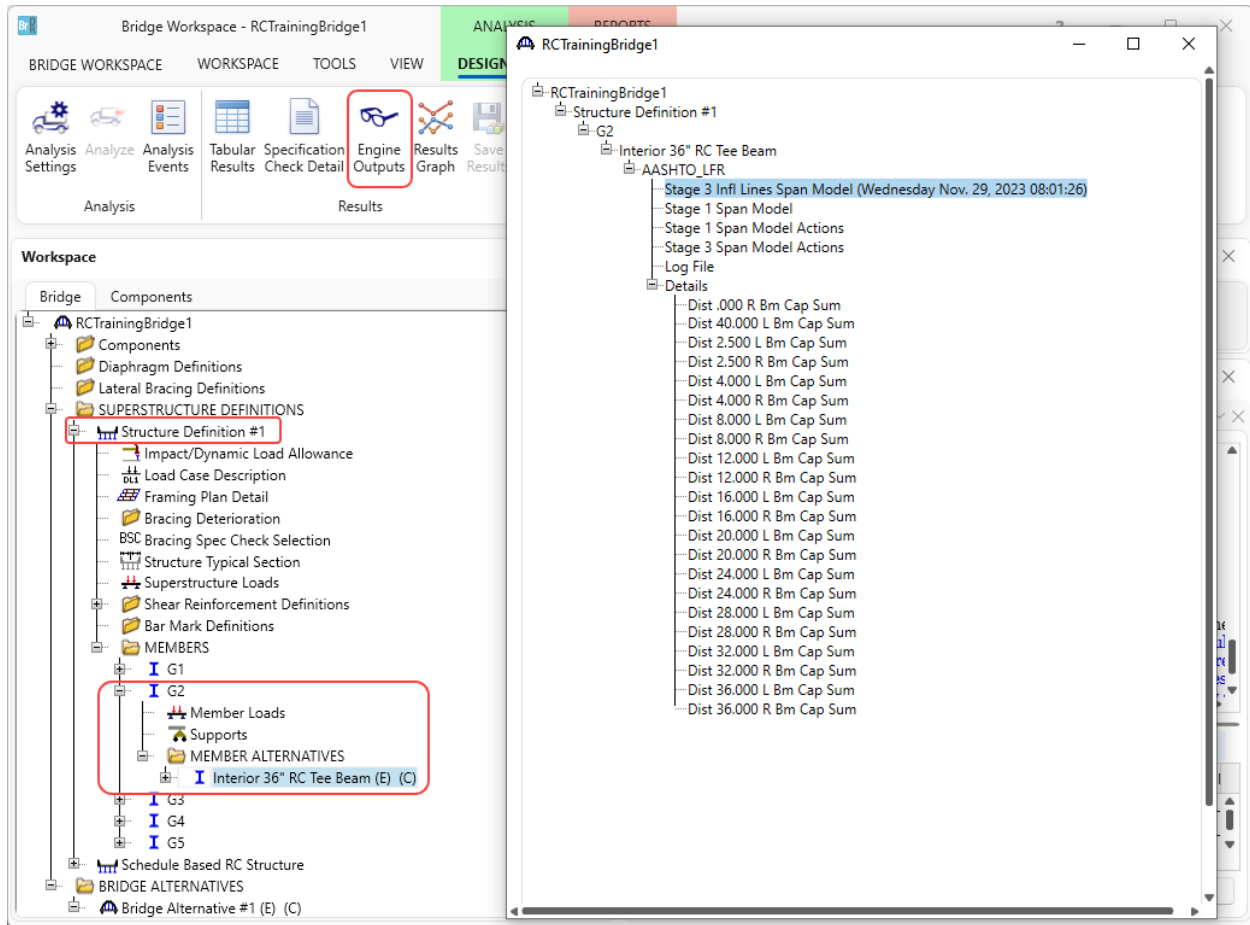 Br R
Bridge Workspace - RCTrainingBridge1
ANALYSIS
REPORTS
?
BRIDGE WORKSPACE
WORKSPACE
TOOLS
VIEW
DESIGN
Analysis Settings
Analyze
Analysis Events
Tabular Results
Specification Check Detail
Engine Outputs
Results Graph
Save Results
Analysis
Results
Workspace
Bridge
Components
RCTrainingBridge1
Components
Diaphragm Definitions
Lateral Bracing Definitions
SUPERSTRUCTURE DEFINITIONS
Structure Definition #1
Impact/Dynamic Load Allowance
DL1 Load Case Description
Framing Plan Detail
Bracing Deterioration
BSC Bracing Spec Check Selection
Structure Typical Section
Superstructure Loads
Shear Reinforcement Definitions
Bar Mark Definitions
MEMBERS
G1
G2
Member Loads
Supports
MEMBER ALTERNATIVES
Interior 36" RC Tee Beam (E) (C)
G3
G4
G5
Schedule Based RC Structure
BRIDGE ALTERNATIVES
Bridge Alternative #1 (E) (C)
RCTrainingBridge1
RCTrainingBridge1
Structure Definition #1
G2
Interior 36" RC Tee Beam
AASHTO_LFR
Stage 3 Infl Lines Span Model (Wednesday Nov. 29, 2023 08:01:26)
Stage 1 Span Model
Stage 1 Span Model Actions
Stage 3 Span Model Actions
Log File
Details
Dist .000 R Bm Cap Sum
Dist 40.000 L Bm Cap Sum
Dist 2.500 L Bm Cap Sum
Dist 2.500 R Bm Cap Sum
Dist 4.000 L Bm Cap Sum
Dist 4.000 R Bm Cap Sum
Dist 8.000 L Bm Cap Sum
Dist 8.000 R Bm Cap Sum
Dist 12.000 L Bm Cap Sum
Dist 12.000 R Bm Cap Sum
Dist 16.000 L Bm Cap Sum
Dist 16.000 R Bm Cap Sum
Dist 20.000 L Bm Cap Sum
Dist 20.000 R Bm Cap Sum
Dist 24.000 L Bm Cap Sum
Dist 24.000 R Bm Cap Sum
Dist 28.000 L Bm Cap Sum
Dist 28.000 R Bm Cap Sum
Dist 32.000 L Bm Cap Sum
Dist 32.000 R Bm Cap Sum
Dist 36.000 L Bm Cap Sum
Dist 36.000 R Bm Cap Sum